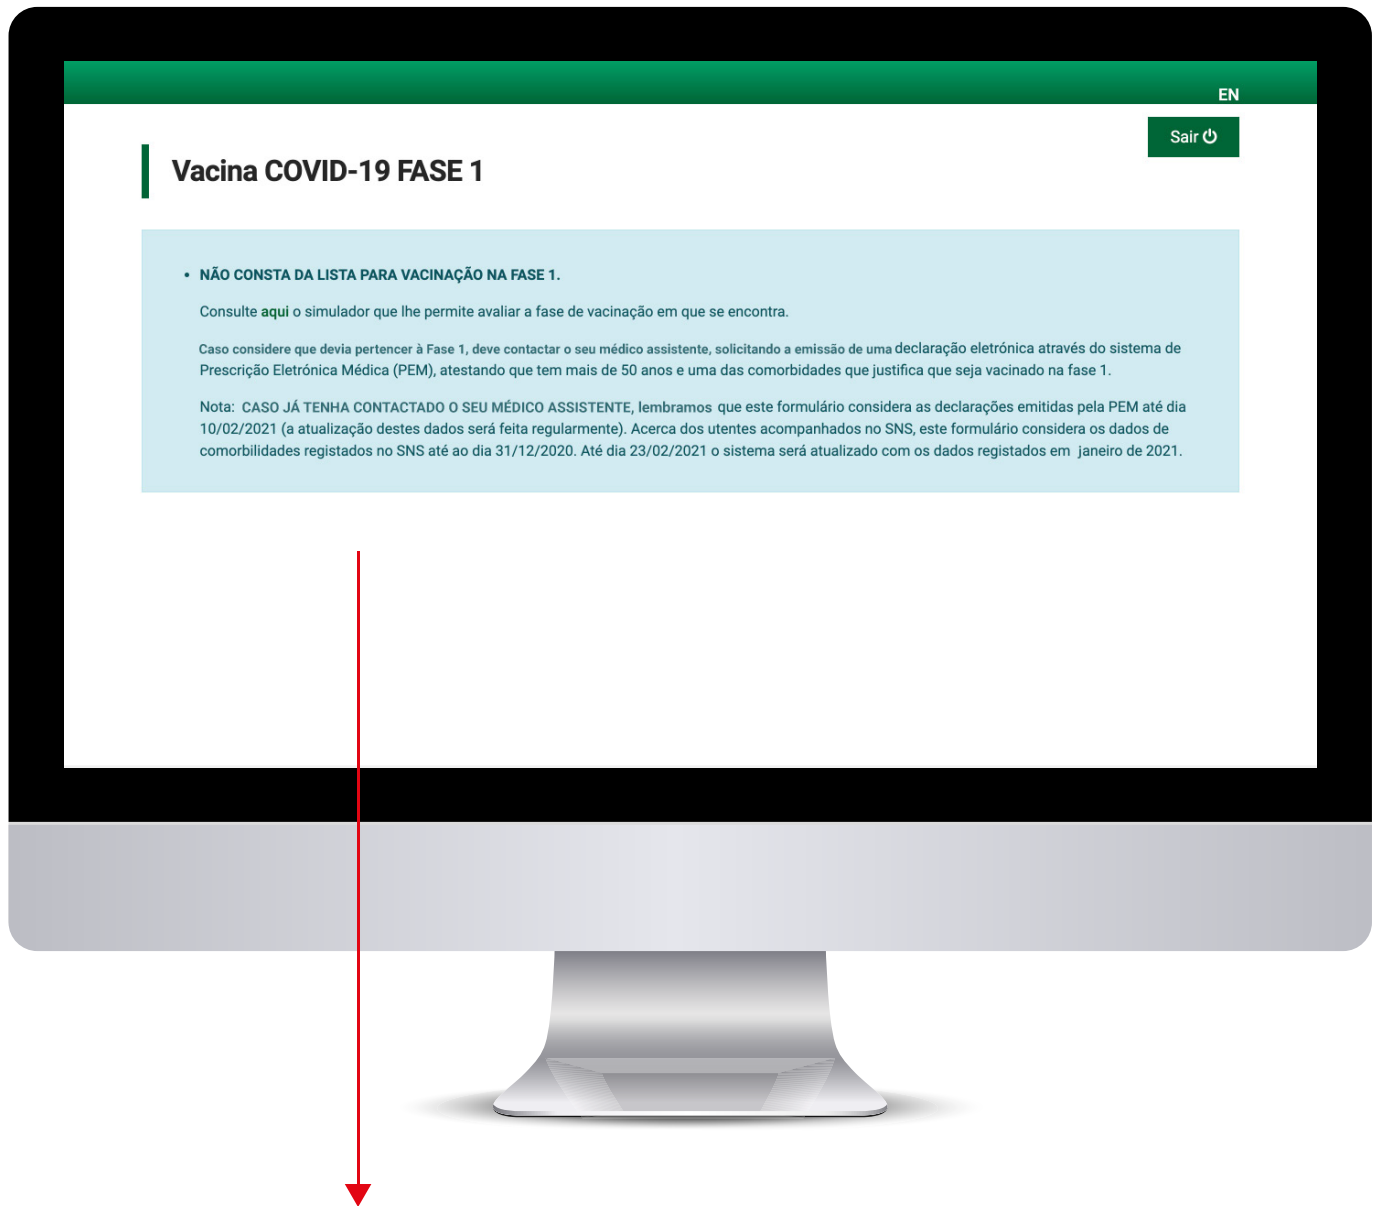 EN
Sair
Vacina COVID-19 FASE 1
• NÃO CONSTA DA LISTA PARA VACINAÇÃO NA FASE 1.
Consulte aqui o simulador que lhe permite avaliar a fase de vacinação em que se encontra.
Caso considere que devia pertencer à Fase 1, deve contactar o seu médico assistente, solicitando a emissão de uma declaração eletrónica através do sistema de
Prescrição Eletrónica Médica (PEM), atestando que tem mais de 50 anos e uma das comorbidades que justifica que seja vacinado na fase 1.
Nota: CASO JÁ TENHA CONTACTADO O SEU MÉDICO ASSISTENTE, lembramos que este formulário considera as declarações emitidas pela PEM até dia
10/02/2021 (a atualização destes dados será feita regularmente). Acerca dos utentes acompanhados no SNS, este formulário considera os dados de
comorbilidades registados no SNS até ao dia 31/12/2020. Até dia 23/02/2021 o sistema será atualizado com os dados registados em janeiro de 2021.